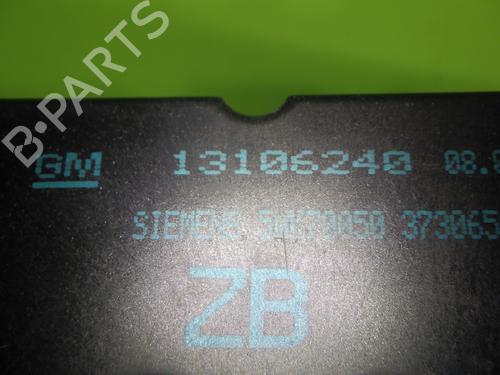 B-PARTS
GM 13106240 08.
SIEMENS 5WK70050 373065
ZB